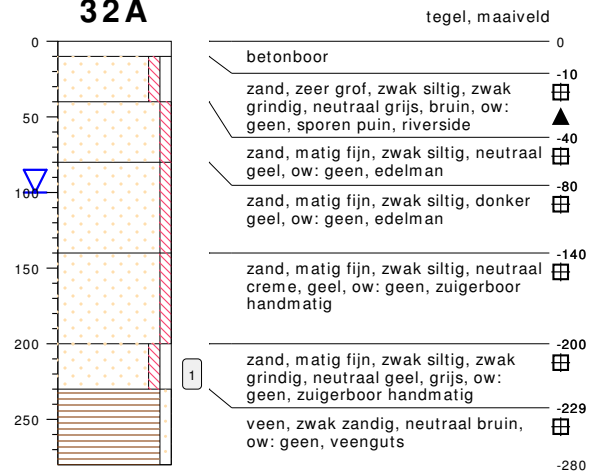 32A
tegel, maaiveld
0
0
betonboor
-10
zand, zeer grof, zwak siltig, zwak
grindig, neutraal grijs, bruin, ow:
geen, sporen puin, riverside
50
-40
zand, matig fijn, zwak siltig, neutraal
geel, ow: geen, edelman
-80
100
zand, matig fijn, zwak siltig, donker
geel, ow: geen, edelman
-140
150
zand, matig fijn, zwak siltig, neutraal
creme, geel, ow: geen, zuigerboor
handmatig
200
-200
1
zand, matig fijn, zwak siltig, zwak
grindig, neutraal geel, grijs, ow:
geen, zuigerboor handmatig
-229
250
veen, zwak zandig, neutraal bruin,
ow: geen, veenguts
-280